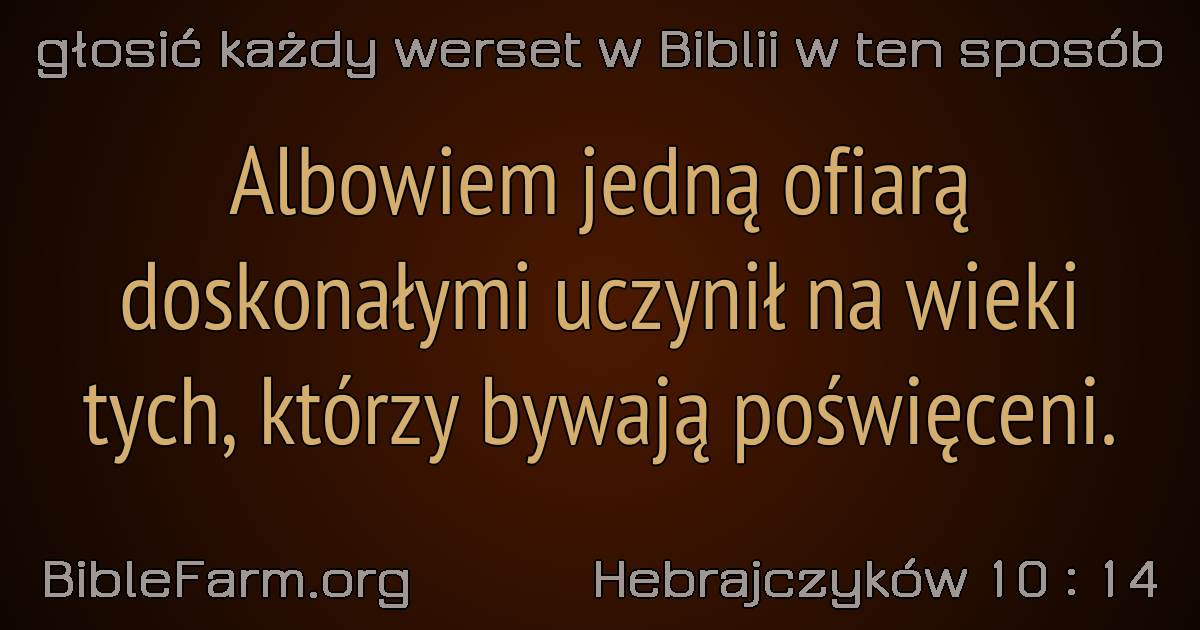 głosić każdy werset w Biblii w ten sposób
Albowiem jedną ofiarą
doskonałymi uczynił na wieki
tych, którzy bywają poświęceni.
BibleFarm.org
Hebrajczyków 10 : 14